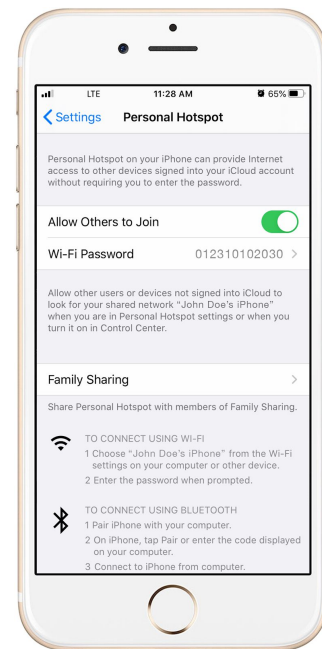 LTE 11:28 AM 65%
Settings Personal Hotspot
Personal Hotspot on your iPhone can provide Internet
access to other devices signed into your iCloud account
without requiring you to enter the password.
Allow Others to Join
Wi-Fi Password 012310102030
Allow other users or devices not signed into iCloud to
look for your shared network “John Doe's iPhone”
when you are in Personal Hotspot settings or when you
turn it on in Control Center.
Family Sharing
Share Personal Hotspot with members of Family Sharing.
TO CONNECT USING WI-FI
1 Choose “John Doe's iPhone” from the Wi-Fi
settings on your computer or other device.
2 Enter the password when prompted.
TO CONNECT USING BLUETOOTH
1 Pair iPhone with your computer.
2 On iPhone, tap Pair or enter the code displayed
on your computer.
3 Connect to iPhone from computer.